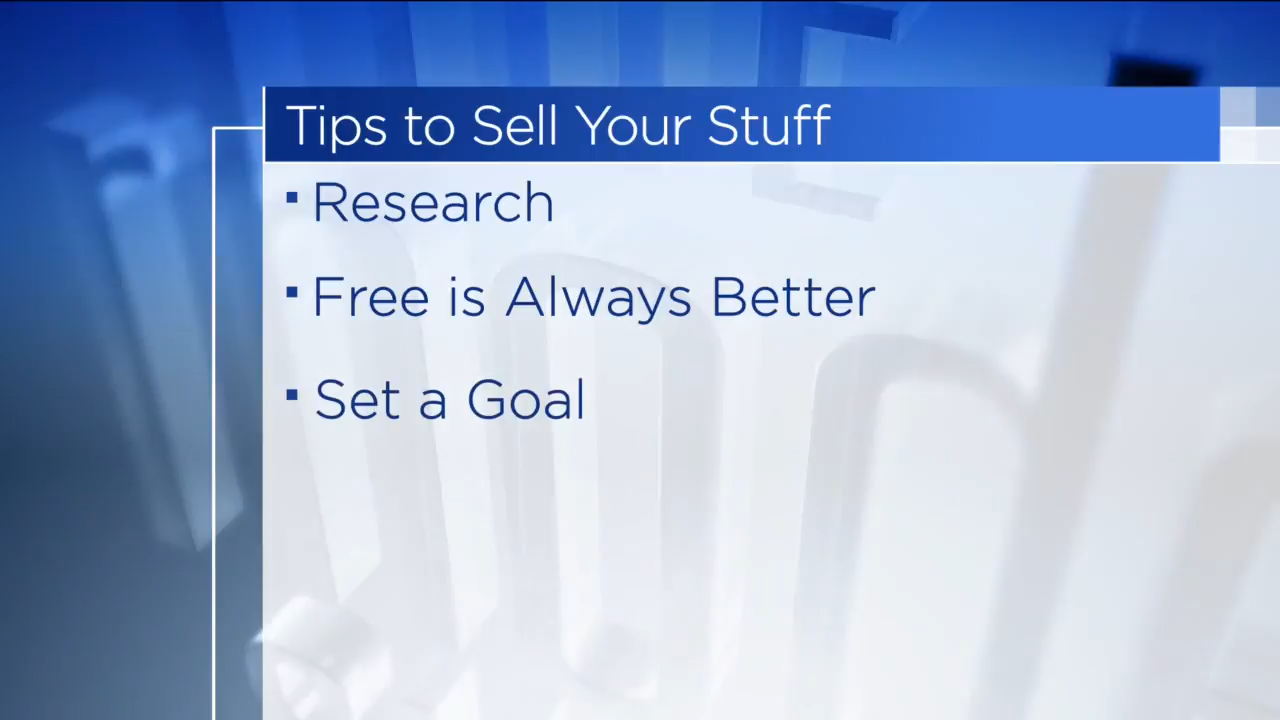 Tips to Sell Your Stuff
▪ Research
▪ Free is Always Better
▪ Set a Goal